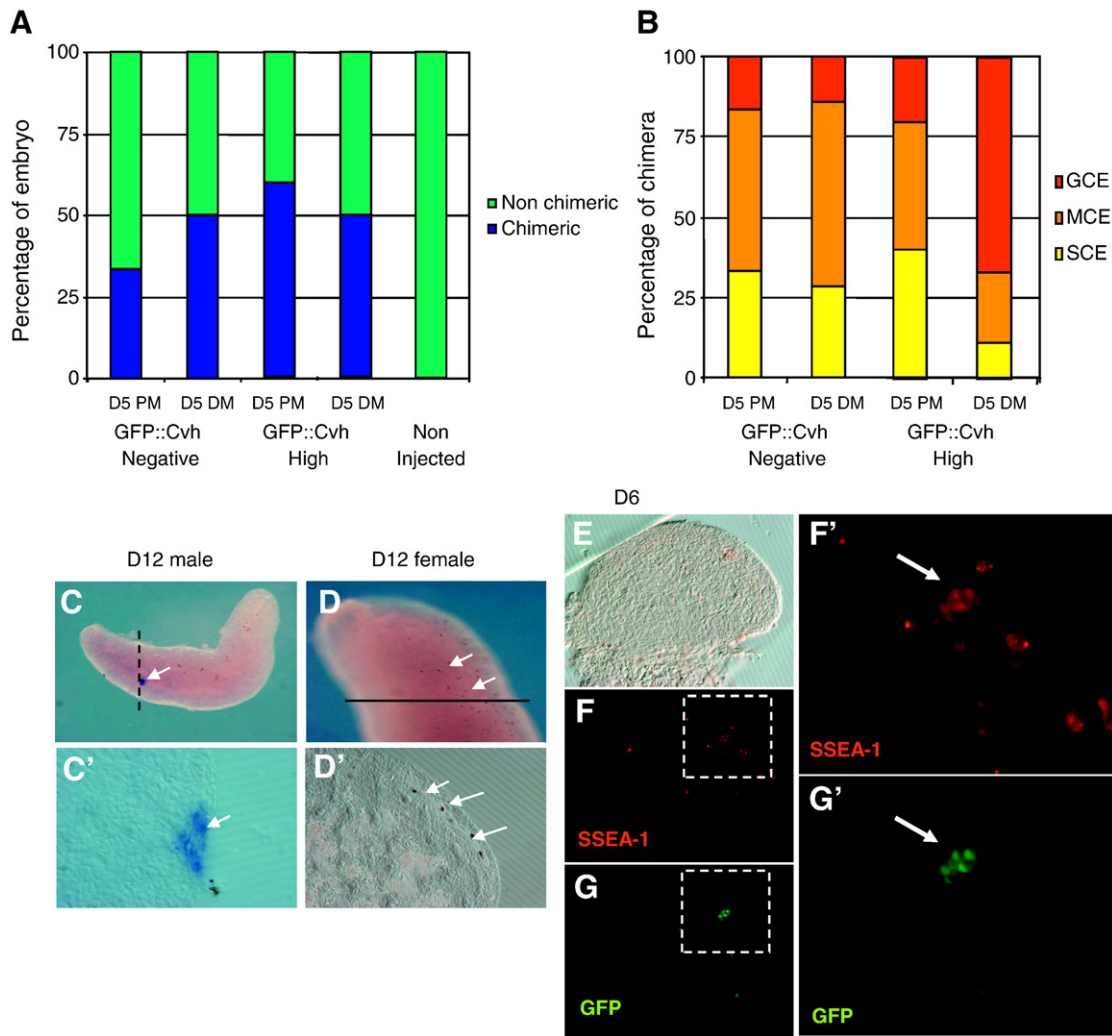 A
Percentage of embryo
100
75
50
25
0
D5 PM D5 DM D5 PM D5 DM
GFP::Cvh Negative
GFP::Cvh High
Non Injected
Non chimeric
Chimeric
B
Percentage of chimera
100
75
50
25
0
D5 PM D5 DM D5 PM D5 DM
GFP::Cvh Negative
GFP::Cvh High
GCE
MCE
SCE
D12 male
D12 female
C
D
C'
D'
D6
E
F
SSEA-1
G
GFP
F'
SSEA-1
G'
GFP